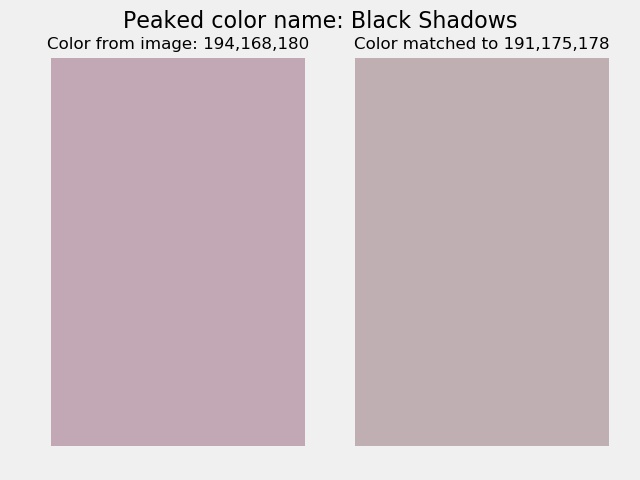 Peaked color name: Black Shadows
Color from image: 194,168,180
Color matched to 191,175,178